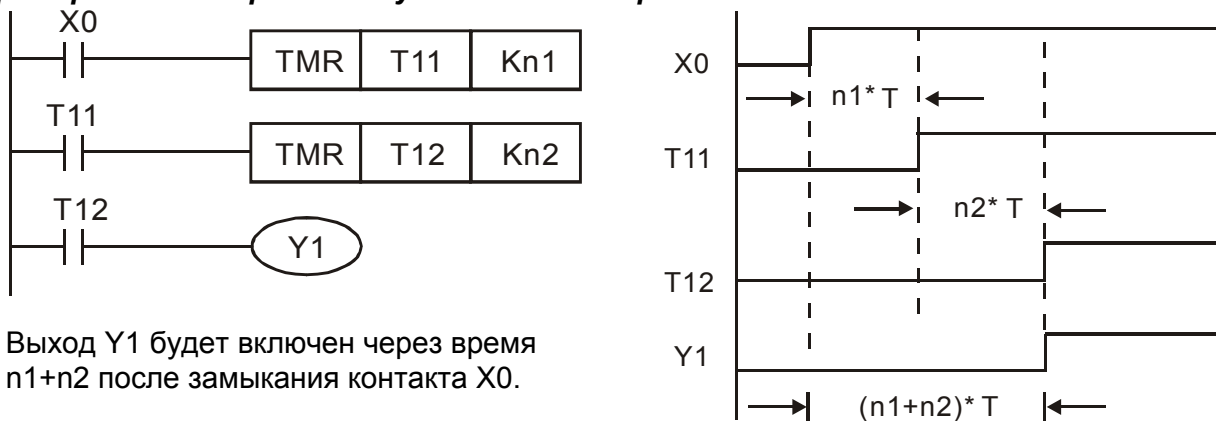 X0
TMR T11 Kn1
T11
TMR T12 Kn2
T12
Y1
Выход Y1 будет включен через время
n1+n2 после замыкания контакта X0.
X0
n1* T
T11
n2* T
T12
Y1
(n1+n2)* T